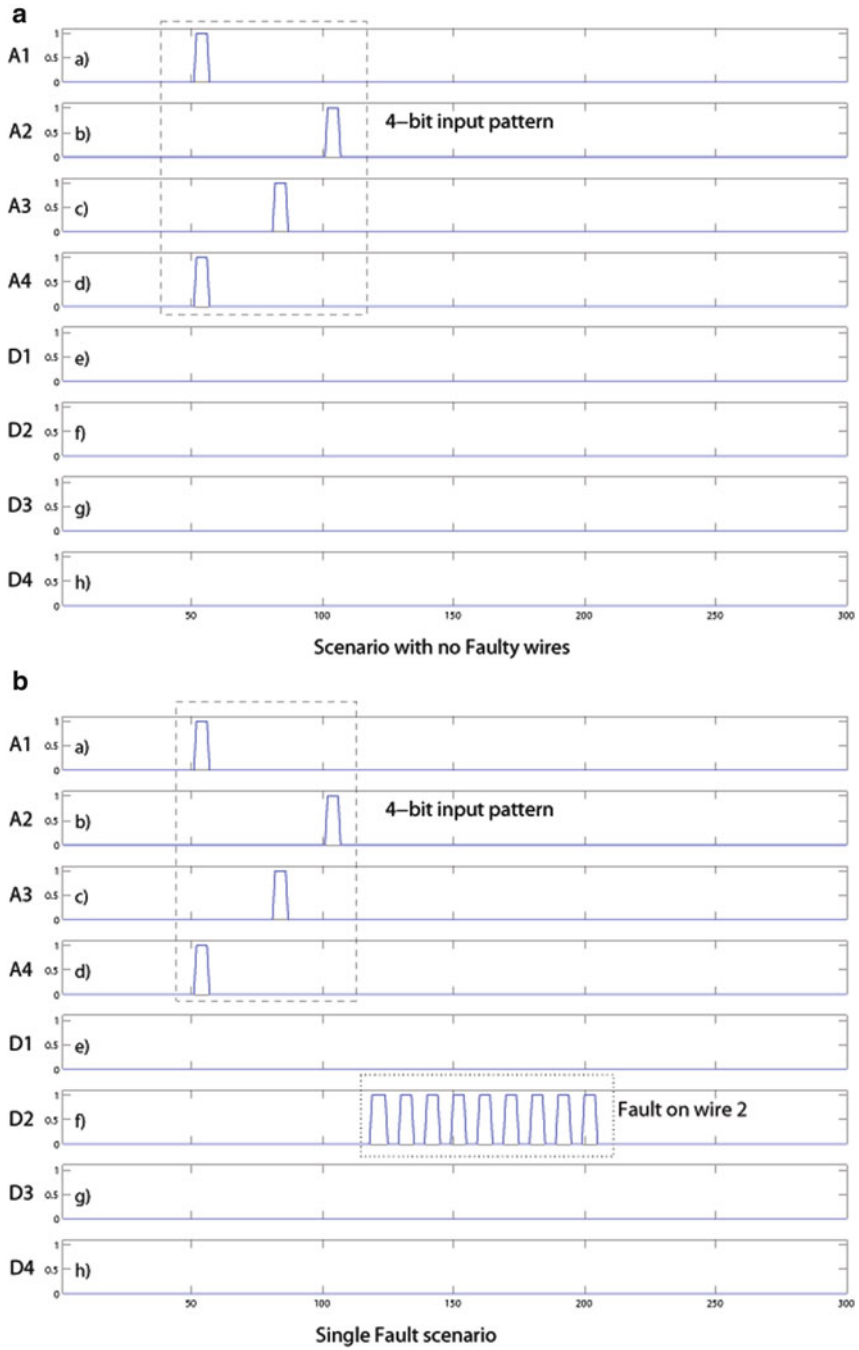 a
A1 1 0.5 0 a)
A2 1 0.5 0 b) 4-bit input pattern
A3 1 0.5 0 c)
A4 1 0.5 0 d)
D1 1 0.5 0 e)
D2 1 0.5 0 f)
D3 1 0.5 0 g)
D4 1 0.5 0 h)
50 100 150 200 250 300
Scenario with no Faulty wires
b
A1 1 0.5 0 a)
A2 1 0.5 0 b) 4-bit input pattern
A3 1 0.5 0 c)
A4 1 0.5 0 d)
D1 1 0.5 0 e)
D2 1 0.5 0 f) Fault on wire 2
D3 1 0.5 0 g)
D4 1 0.5 0 h)
50 100 150 200 250 300
Single Fault scenario